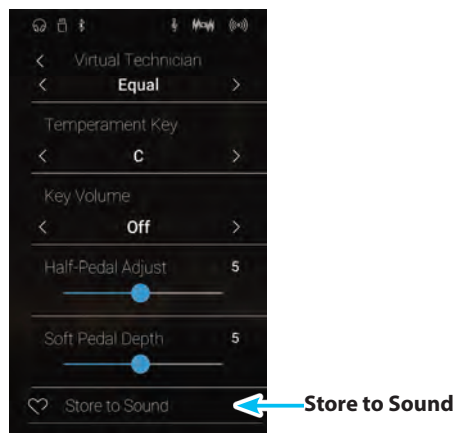 Virtual Technician
Equal
Temperament Key
C
Key Volume
Off
Half-Pedal Adjust 5
Soft Pedal Depth 5
Store to Sound Store to Sound